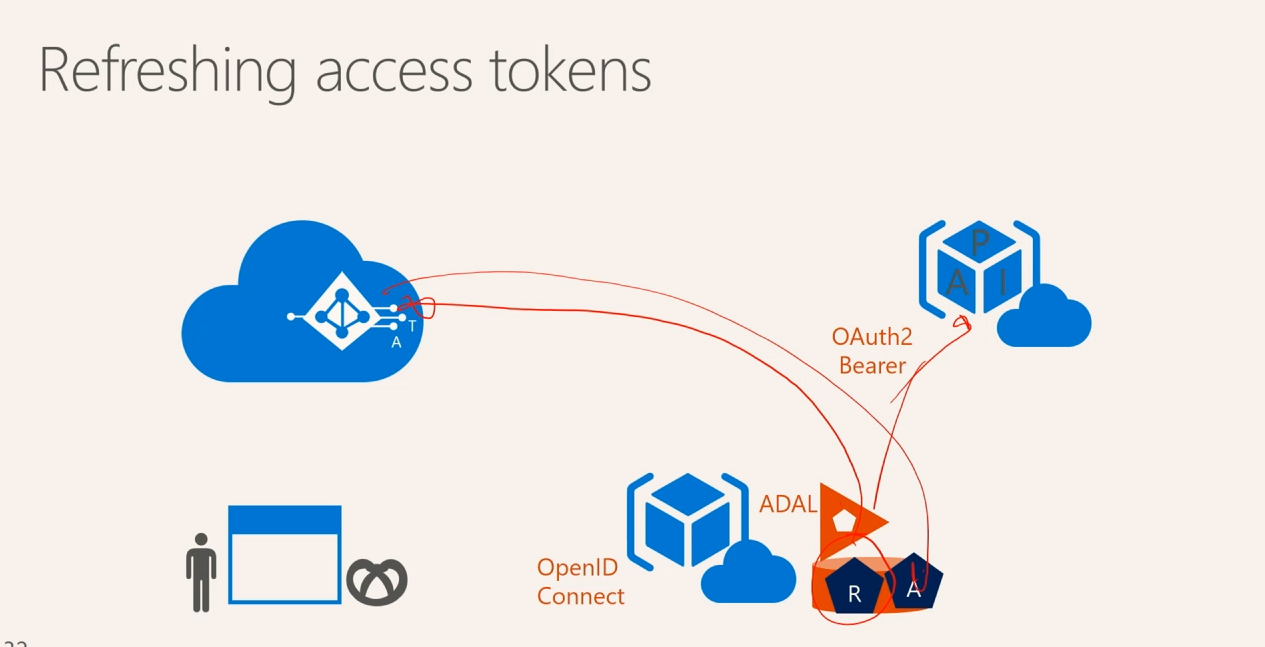 Refreshing access tokens
P
A I
T
A
OAuth2
Bearer
ADAL
OpenID
Connect
R
A